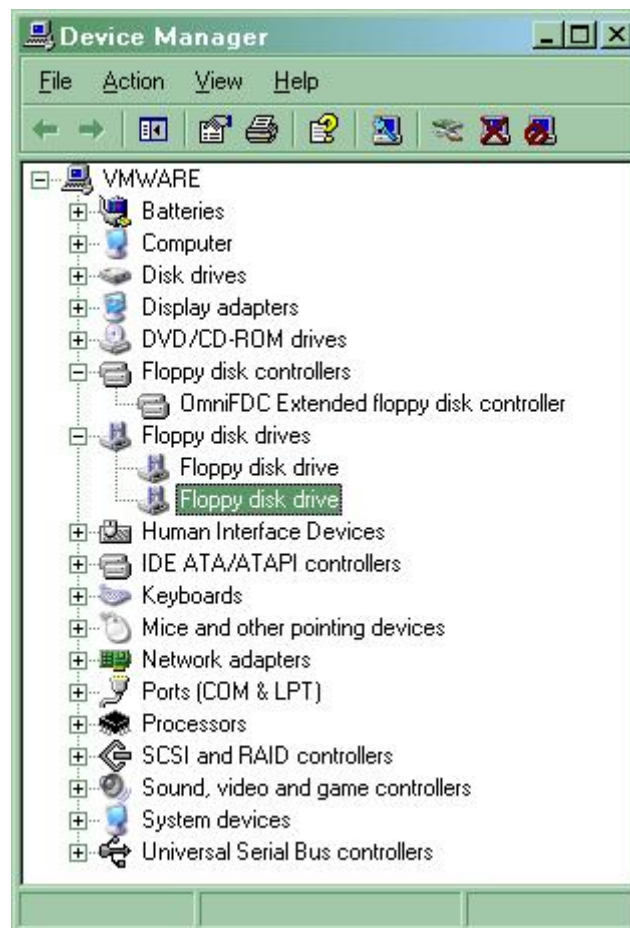 Device Manager
File Action View Help
VMWARE
Batteries
Computer
Disk drives
Display adapters
DVD/CD-ROM drives
Floppy disk controllers
OmniFDC Extended floppy disk controller
Floppy disk drives
Floppy disk drive
Floppy disk drive
Human Interface Devices
IDE ATA/ATAPI controllers
Keyboards
Mice and other pointing devices
Network adapters
Ports (COM & LPT)
Processors
SCSI and RAID controllers
Sound, video and game controllers
System devices
Universal Serial Bus controllers